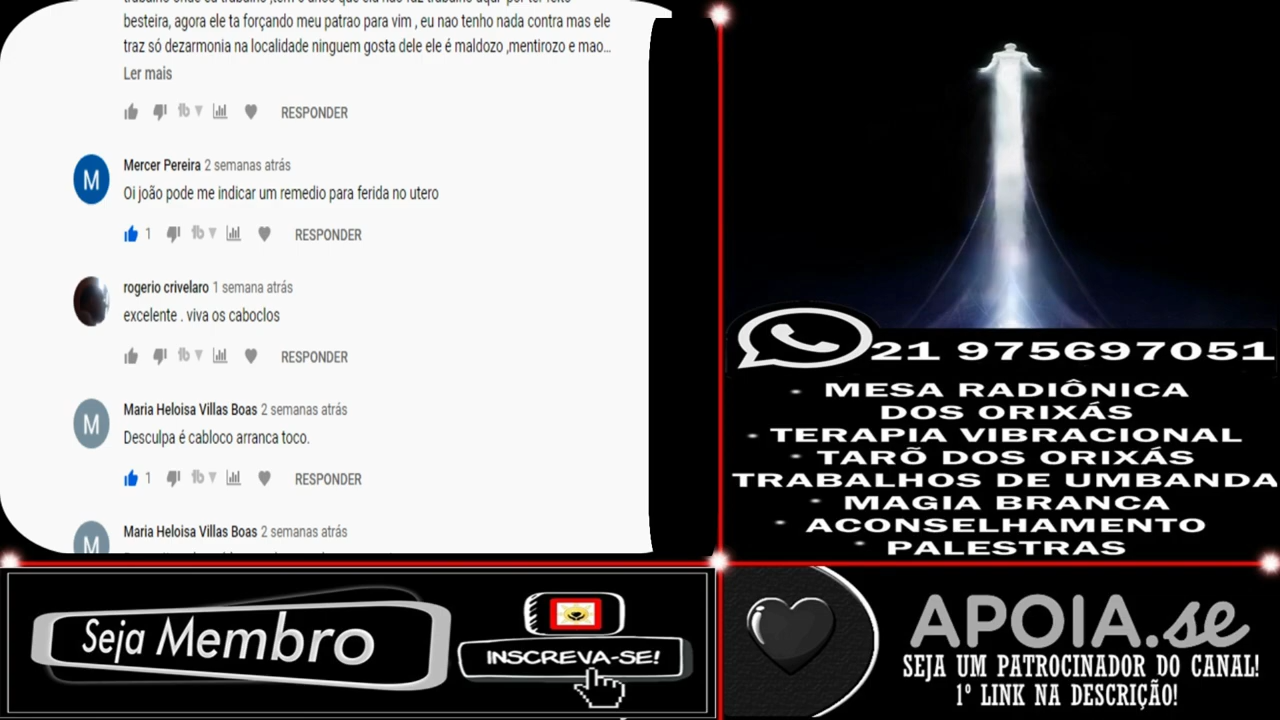 besteira, agora ele ta forçando meu patrao para vim , eu nao tenho nada contra mas ele
traz só dezarmonia na localidade ninguem gosta dele ele é maldozo ,mentirozo e mao...
Ler mais
RESPONDER
M
Mercer Pereira 2 semanas atrás
Oi joão pode me indicar um remedio para ferida no utero
1 RESPONDER
rogerio crivelaro 1 semana atrás
excelente . viva os caboclos
RESPONDER
M
Maria Heloisa Villas Boas 2 semanas atrás
Desculpa é cabloco arranca toco.
1 RESPONDER
M
Maria Heloisa Villas Boas 2 semanas atrás
21 975697051
• MESA RADIÔNICA
DOS ORIXÁS
• TERAPIA VIBRACIONAL
• TARÕ DOS ORIXÁS
TRABALHOS DE UMBANDA
• MAGIA BRANCA
• ACONSELHAMENTO
• PALESTRAS
Seja Membro
INSCREVA-SE!
APOIA.se
SEJA UM PATROCINADOR DO CANAL!
1º LINK NA DESCRIÇÃO!